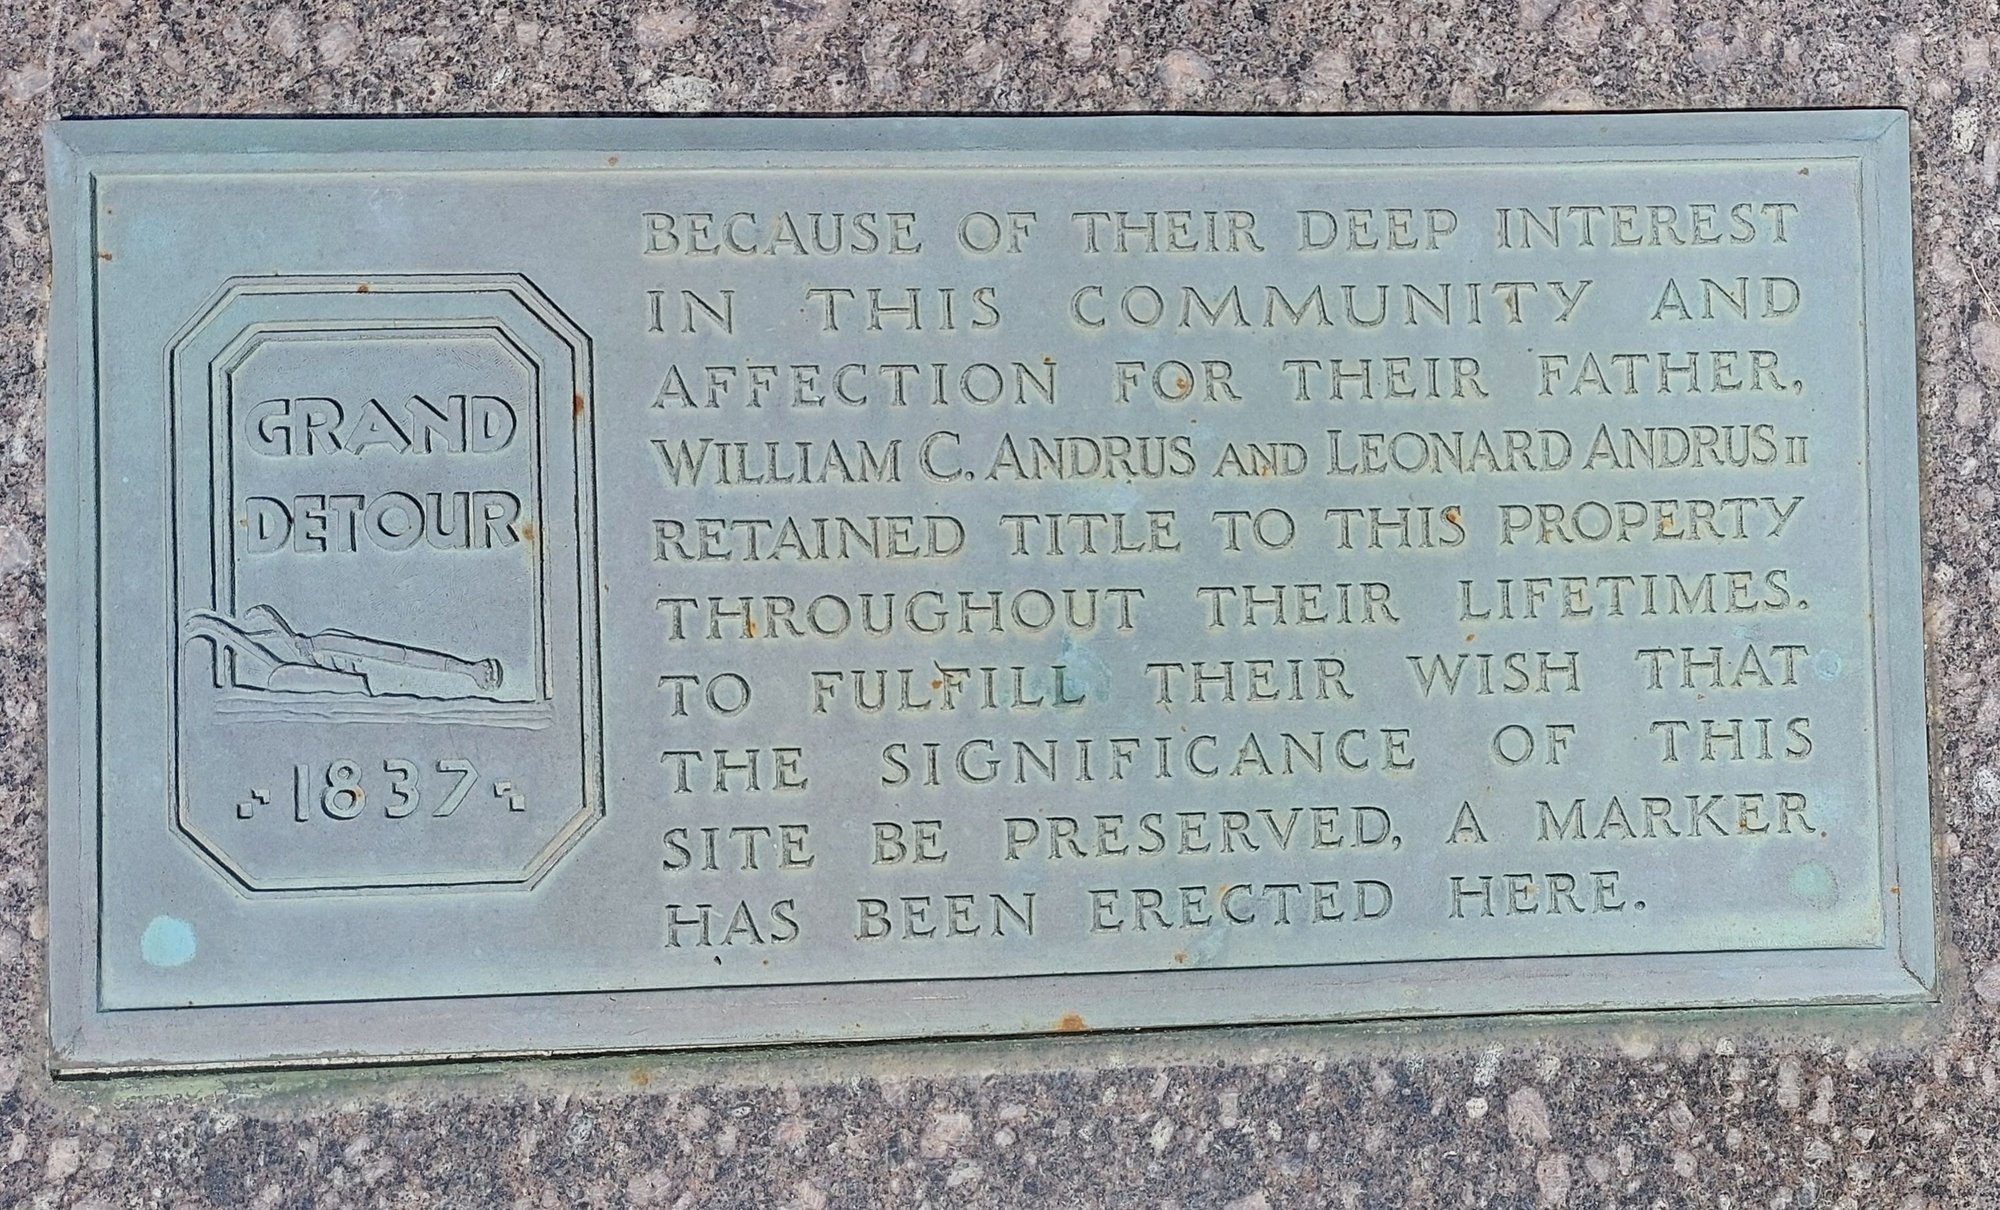 GRAND
DETOUR
1837
BECAUSE OF THEIR DEEP INTEREST
IN THIS COMMUNITY AND
AFFECTION FOR THEIR FATHER,
WILLIAM C. ANDRUS AND LEONARD ANDRUS II
RETAINED TITLE TO THIS PROPERTY
THROUGHOUT THEIR LIFETIMES.
TO FULFILL THEIR WISH THAT
THE SIGNIFICANCE OF THIS
SITE BE PRESERVED, A MARKER
HAS BEEN ERECTED HERE.